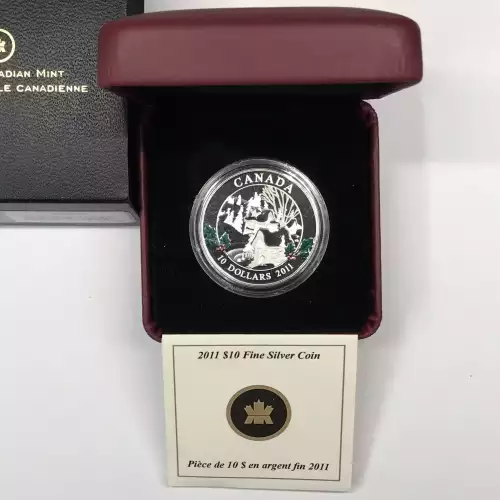 ADIAN MINT
LE CANADIENNE
CANADA
10 DOLLARS 2011
2011 $10 Fine Silver Coin
Pièce de 10 $ en argent fin 2011